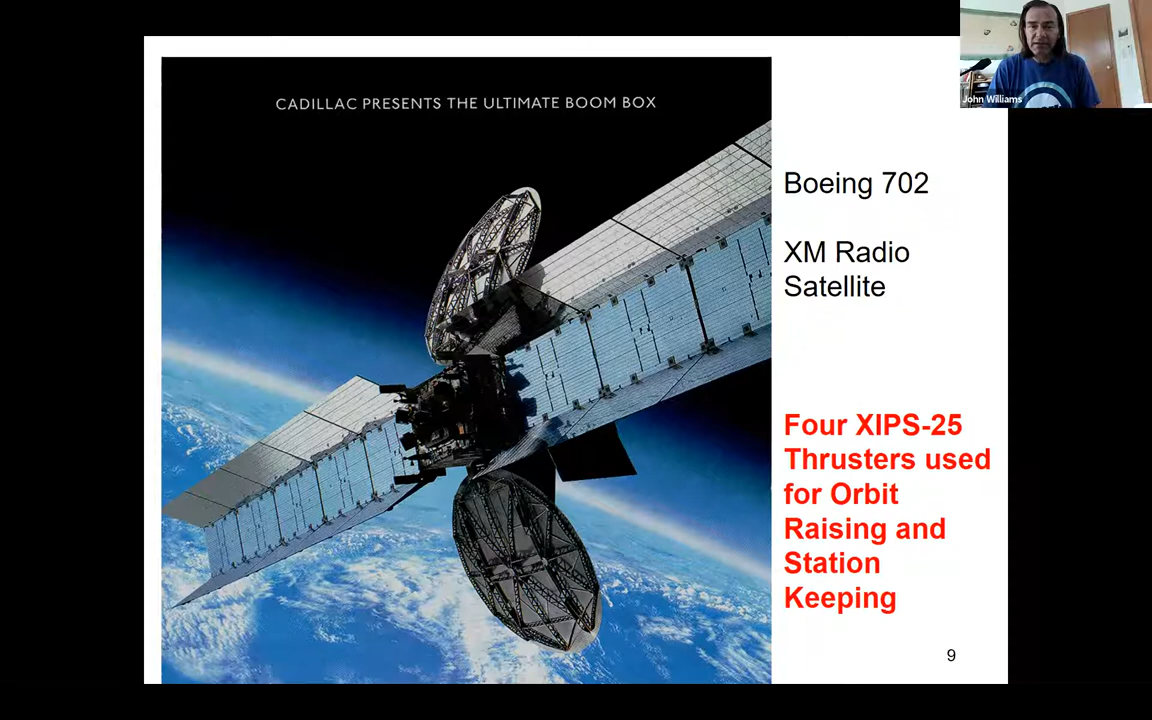 CADILLAC PRESENTS THE ULTIMATE BOOM BOX
Boeing 702
XM Radio
Satellite
Four XIPS-25
Thrusters used
for Orbit
Raising and
Station
Keeping
9
John Williams